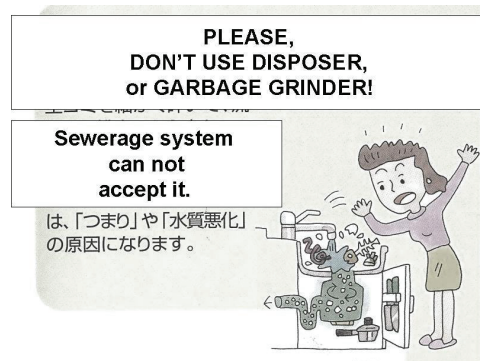 PLEASE,
DON'T USE DISPOSER,
or GARBAGE GRINDER!
Sewerage system
can not
accept it.
は、「つまり」や「水質悪化」
の原因になります。